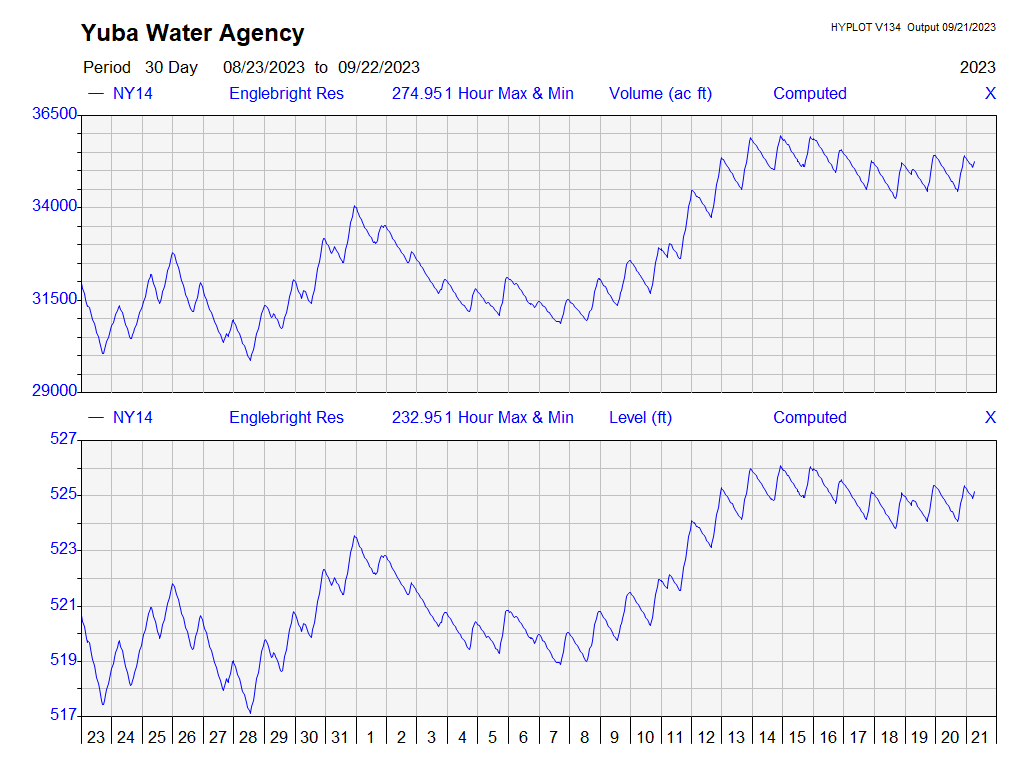 Yuba Water Agency
HYPLOT V134 Output 09/21/2023
Period 30 Day 08/23/2023 to 09/22/2023 2023
NY14 Englebright Res 274.951 Hour Max & Min Volume (ac ft) Computed X
36500
34000
31500
29000
NY14 Englebright Res 232.951 Hour Max & Min Level (ft) Computed X
527
525
523
521
519
517
23 24 25 26 27 28 29 30 31 1 2 3 4 5 6 7 8 9 10 11 12 13 14 15 16 17 18 19 20 21